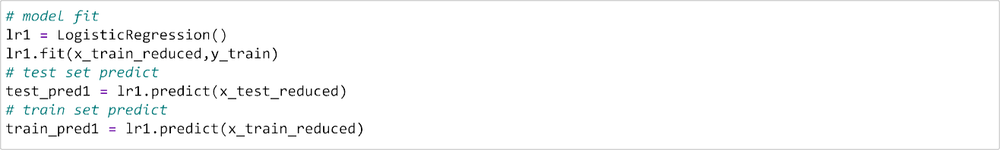 # model fit
lr1 = LogisticRegression()
lr1.fit(x_train_reduced,y_train)
# test set predict
test_pred1 = lr1.predict(x_test_reduced)
# train set predict
train_pred1 = lr1.predict(x_train_reduced)